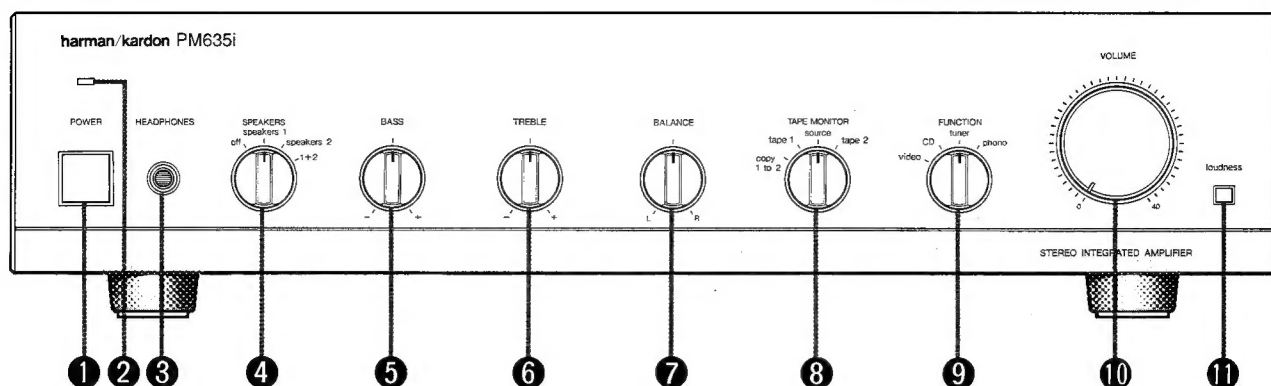 harman/kardon PM635i
VOLUME
POWER
HEADPHONES
SPEAKERS
speakers 1
off
speakers 2
1+2
BASS
- +
TREBLE
- +
BALANCE
L R
TAPE MONITOR
source
tape 1 tape 2
copy
1 to 2
FUNCTION
tuner
CD phono
video
0 40
loudness
STEREO INTEGRATED AMPLIFIER
1 2 3 4 5 6 7 8 9 10 11